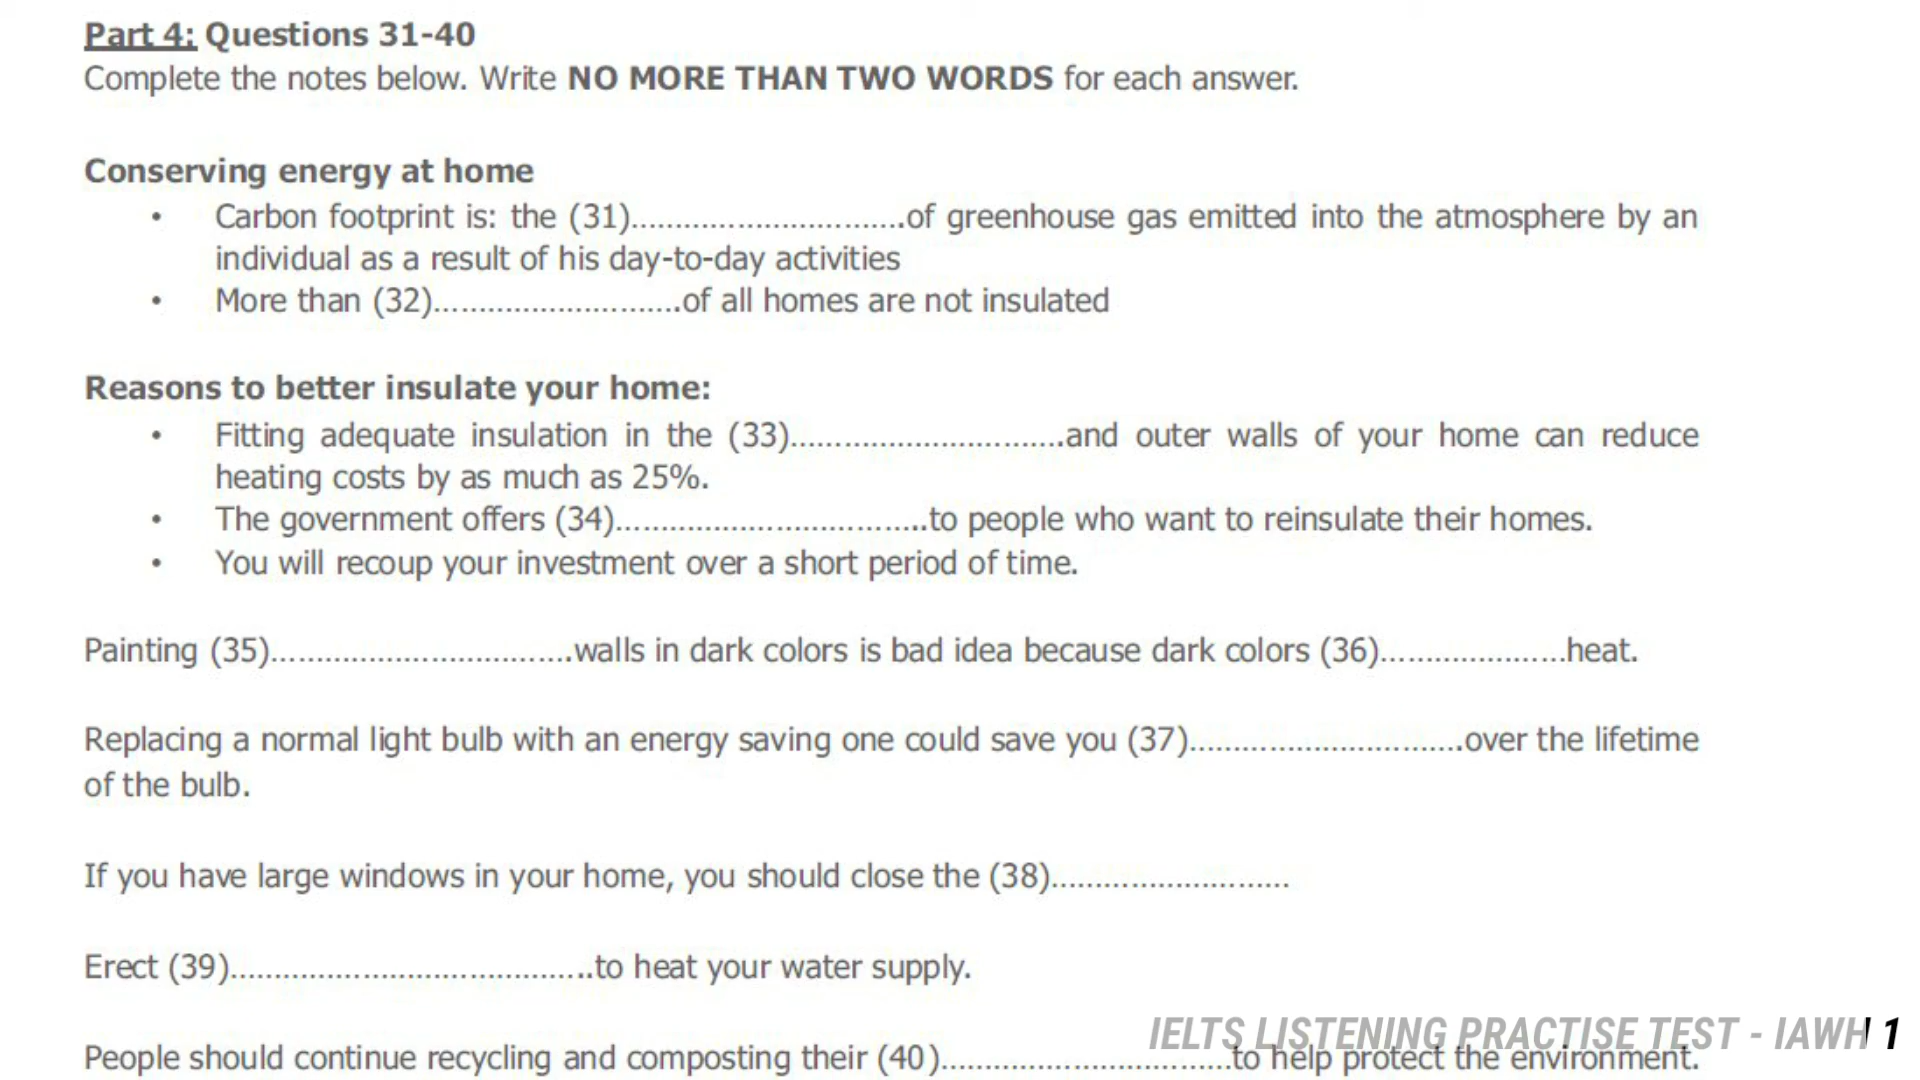 Part 4: Questions 31-40
Complete the notes below. Write NO MORE THAN TWO WORDS for each answer.
Conserving energy at home
• Carbon footprint is: the (31)..............................of greenhouse gas emitted into the atmosphere by an
individual as a result of his day-to-day activities
• More than (32)...........................of all homes are not insulated
Reasons to better insulate your home:
• Fitting adequate insulation in the (33)..............................and outer walls of your home can reduce
heating costs by as much as 25%.
• The government offers (34)..................................to people who want to reinsulate their homes.
• You will recoup your investment over a short period of time.
Painting (35).................................walls in dark colors is bad idea because dark colors (36).....................heat.
Replacing a normal light bulb with an energy saving one could save you (37)..............................over the lifetime
of the bulb.
If you have large windows in your home, you should close the (38)..........................
Erect (39)........................................to heat your water supply.
IELTS LISTENING PRACTISE TEST - IAWH 1
People should continue recycling and composting their (40)................................to help protect the environment.